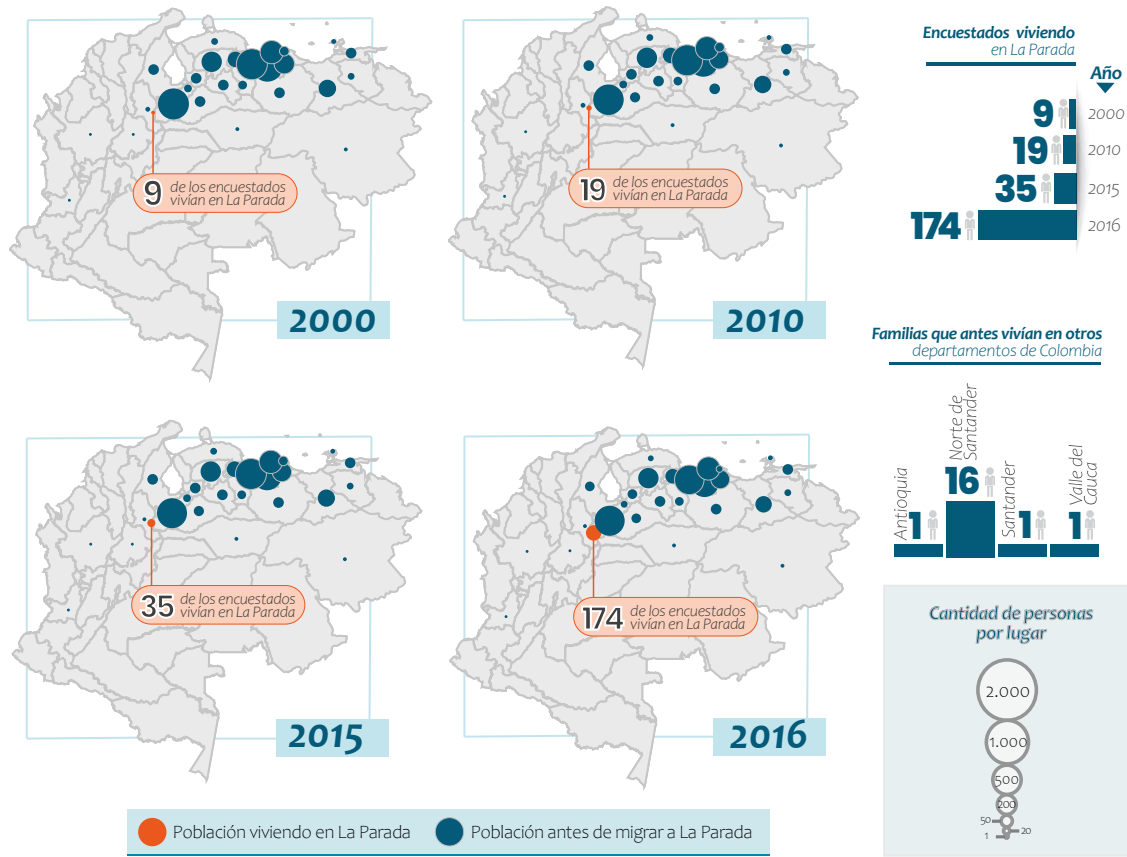 9
de los encuestados
vivían en La Parada
2000
19
de los encuestados
vivían en La Parada
2010
Encuestados viviendo
en La Parada
Año
9
2000
19
2010
35
2015
174
2016
Familias que antes vivían en otros
departamentos de Colombia
Antioquia
1
Norte de
Santander
16
Santander
1
Valle del
Cauca
1
35
de los encuestados
vivían en La Parada
2015
174
de los encuestados
vivían en La Parada
2016
Cantidad de personas
por lugar
2.000
1.000
500
200
50
20
1
Población viviendo en La Parada
Población antes de migrar a La Parada